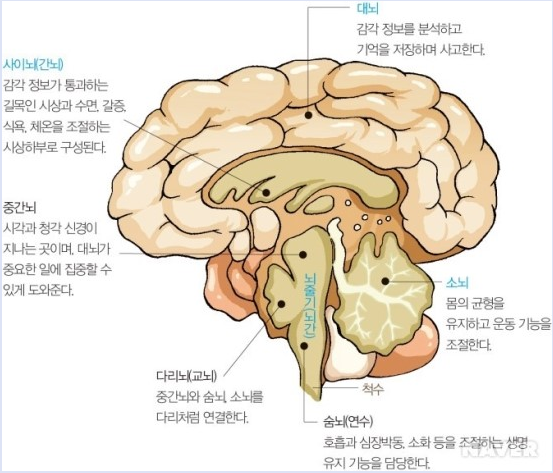 대뇌
감각 정보를 분석하고
기억을 저장하며 사고한다.
사이뇌(간뇌)
감각 정보가 통과하는
길목인 시상과 수면, 갈증,
식욕, 체온을 조절하는
시상하부로 구성된다.
중간뇌
시각과 청각 신경이
지나는 곳이며, 대뇌가
중요한 일에 집중할 수
있게 도와준다.
뇌줄기(뇌간)
소뇌
몸의 균형을
유지하고 운동 기능을
조절한다.
다리뇌(교뇌)
중간뇌와 숨뇌, 소뇌를
다리처럼 연결한다.
척수
숨뇌(연수)
호흡과 심장박동, 소화 등을 조절하는 생명
유지 기능을 담당한다.
NAVER